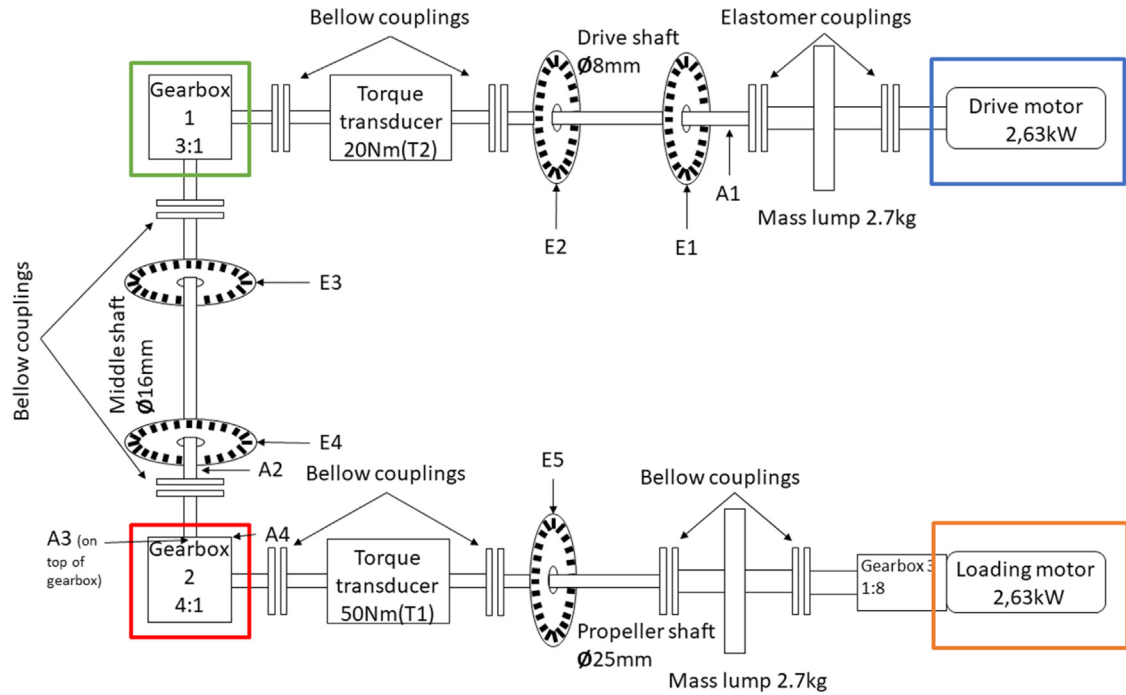 Bellow couplings
Elastomer couplings
Drive shaft
Ø8mm
Gearbox
1
3:1
Torque
transducer
20Nm(T2)
Drive motor
2,63kW
A1
Mass lump 2.7kg
E2
E1
Bellow couplings
E3
Middle shaft
Ø16mm
E4
A2
Bellow couplings
E5
Bellow couplings
A3 (on
top of
gearbox)
A4
Gearbox
2
4:1
Torque
transducer
50Nm(T1)
Gearbox 3
1:8
Loading motor
2,63kW
Propeller shaft
Ø25mm
Mass lump 2.7kg